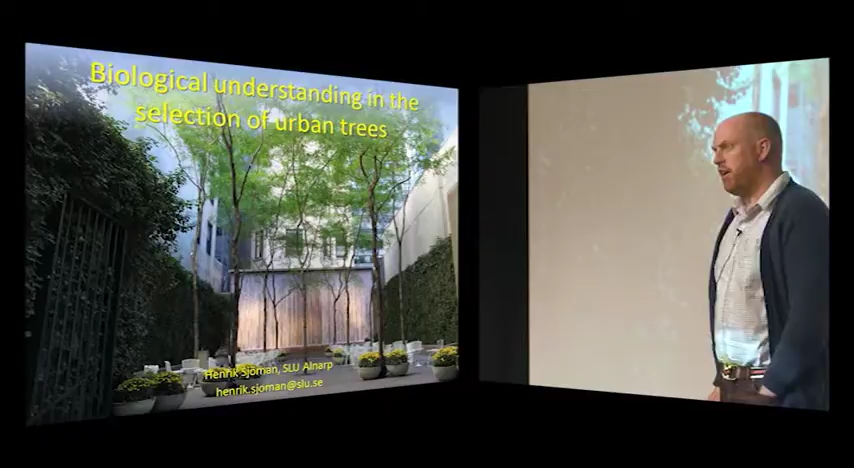 Biological understanding in the
selection of urban trees
Henrik Sjöman, SLU Alnarp
henrik.sjoman@slu.se